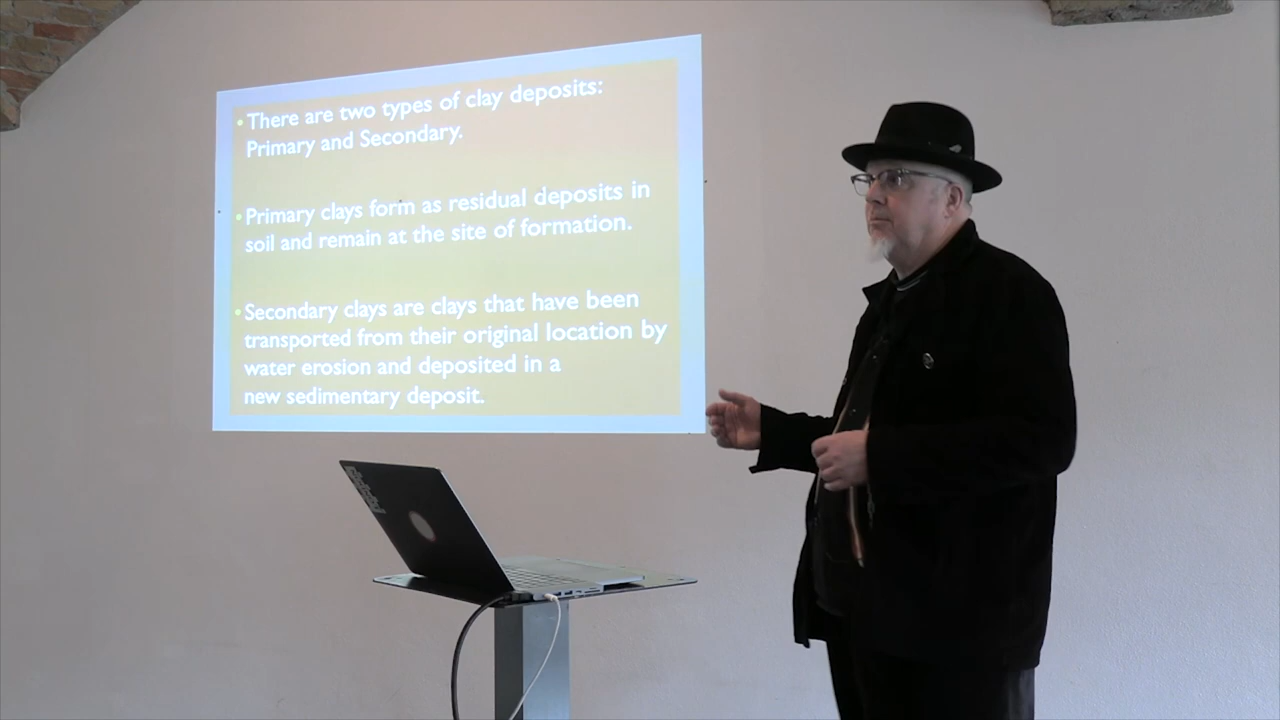 •There are two types of clay deposits:
Primary and Secondary.
•Primary clays form as residual deposits in
soil and remain at the site of formation.
•Secondary clays are clays that have been
transported from their original location by
water erosion and deposited in a
new sedimentary deposit.